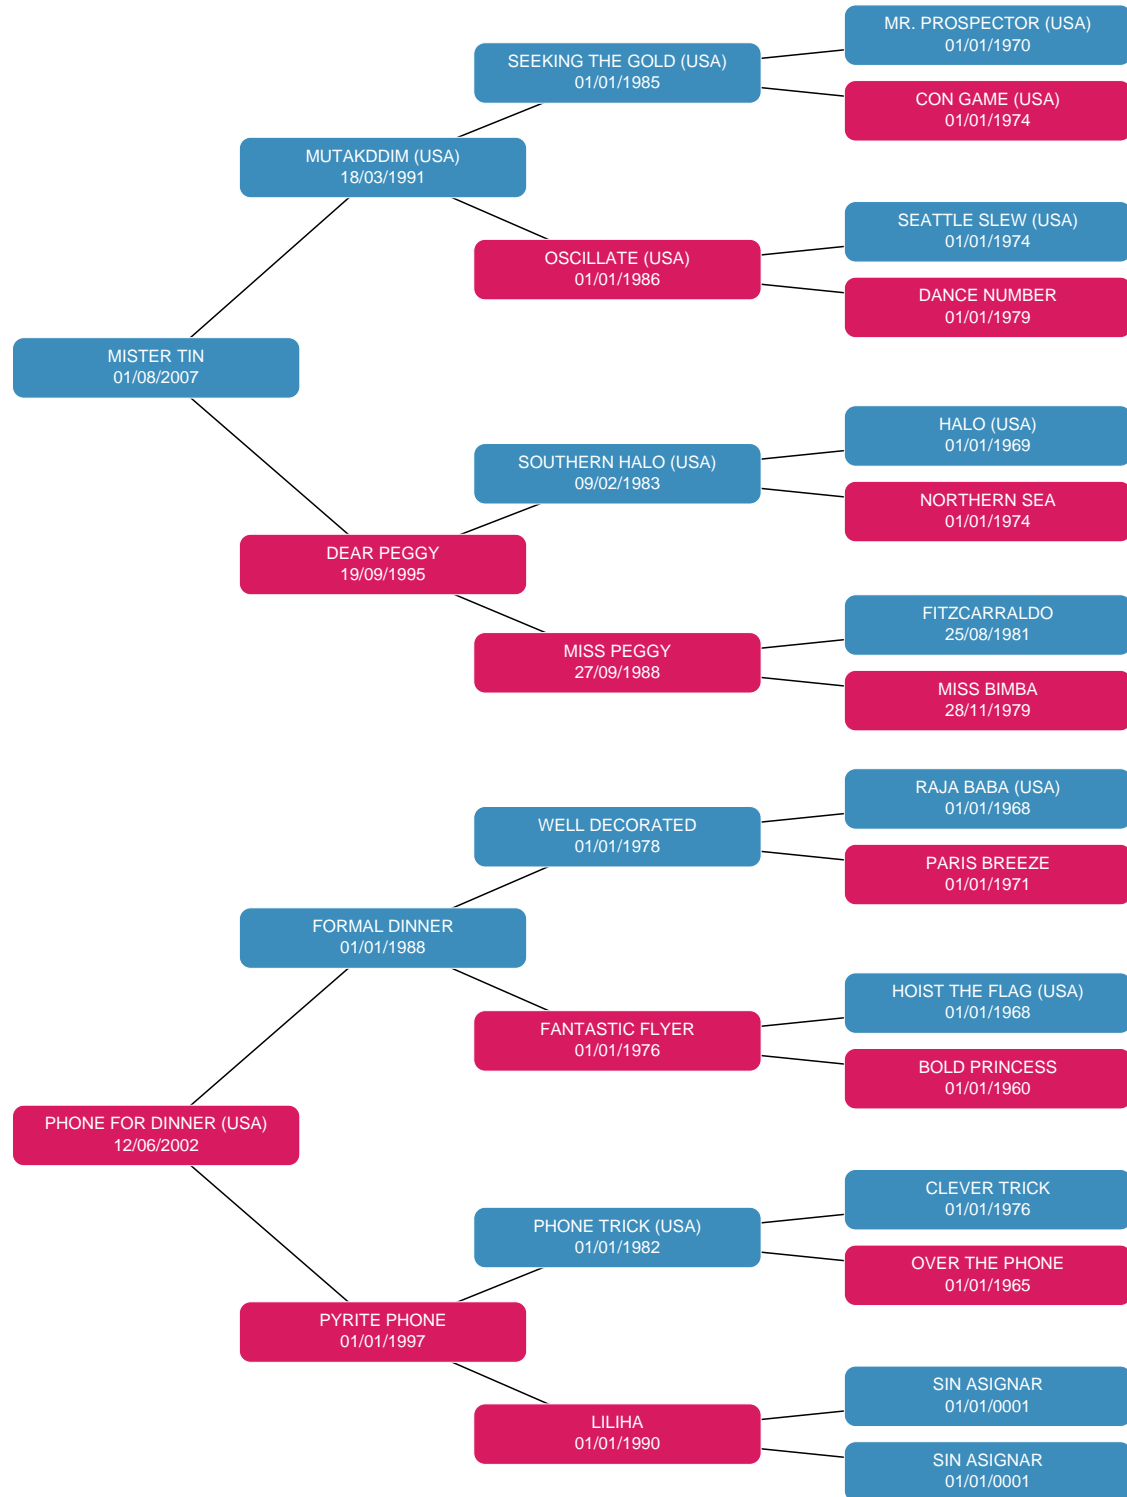 MR. PROSPECTOR (USA)
01/01/1970
SEEKING THE GOLD (USA)
01/01/1985
CON GAME (USA)
01/01/1974
MUTAKDDIM (USA)
18/03/1991
SEATTLE SLEW (USA)
01/01/1974
OSCILLATE (USA)
01/01/1986
DANCE NUMBER
01/01/1979
MISTER TIN
01/08/2007
HALO (USA)
01/01/1969
SOUTHERN HALO (USA)
09/02/1983
NORTHERN SEA
01/01/1974
DEAR PEGGY
19/09/1995
FITZCARRALDO
25/08/1981
MISS PEGGY
27/09/1988
MISS BIMBA
28/11/1979
RAJA BABA (USA)
01/01/1968
WELL DECORATED
01/01/1978
PARIS BREEZE
01/01/1971
FORMAL DINNER
01/01/1988
HOIST THE FLAG (USA)
01/01/1968
FANTASTIC FLYER
01/01/1976
BOLD PRINCESS
01/01/1960
PHONE FOR DINNER (USA)
12/06/2002
CLEVER TRICK
01/01/1976
PHONE TRICK (USA)
01/01/1982
OVER THE PHONE
01/01/1965
PYRITE PHONE
01/01/1997
SIN ASIGNAR
01/01/0001
LILIHA
01/01/1990
SIN ASIGNAR
01/01/0001